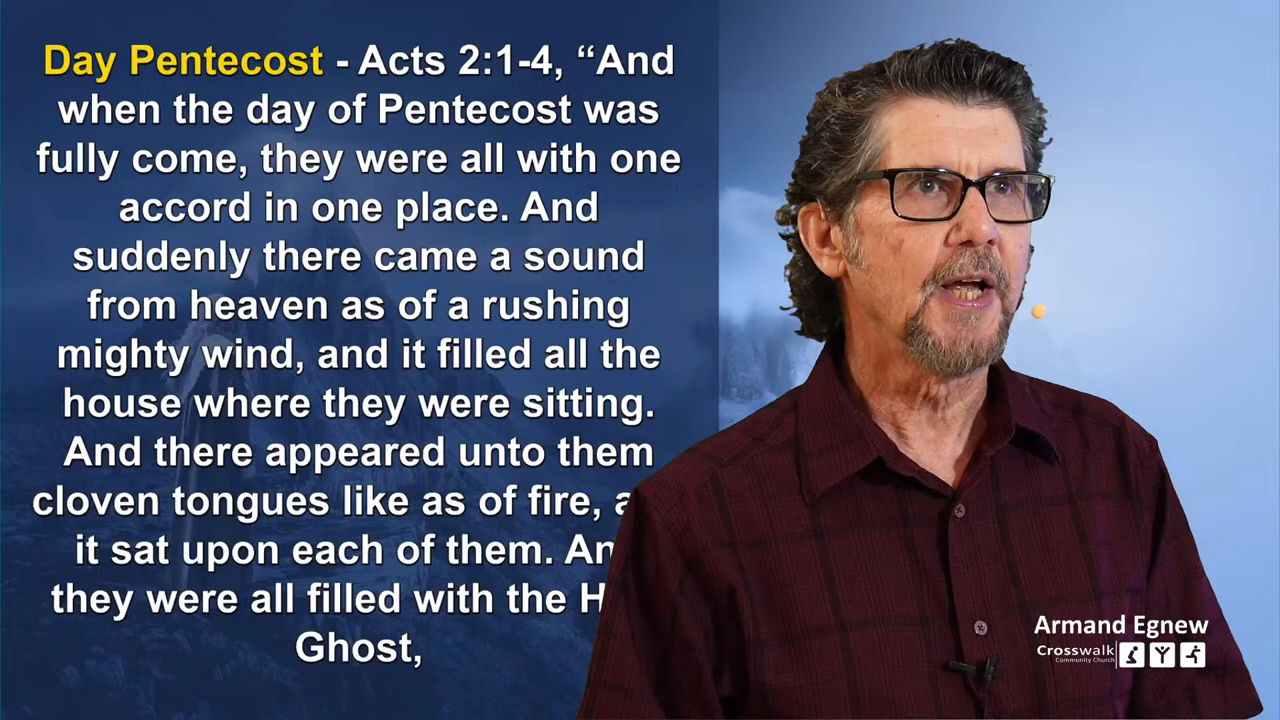 Day Pentecost - Acts 2:1-4, “And
when the day of Pentecost was
fully come, they were all with one
accord in one place. And
suddenly there came a sound
from heaven as of a rushing
mighty wind, and it filled all the
house where they were sitting.
And there appeared unto them
cloven tongues like as of fire,
it sat upon each of them.
they were all filled with the
Ghost,
Armand Egnew
Crosswalk
Community Church